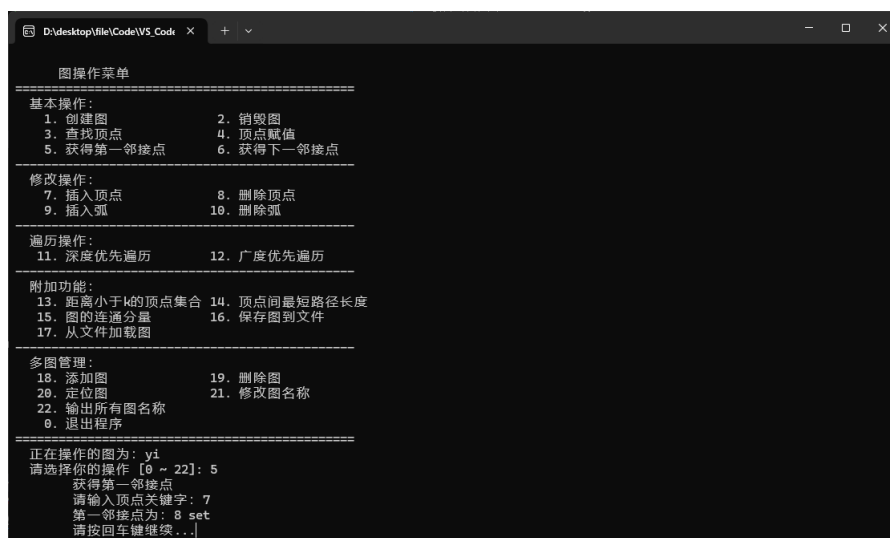 D:\desktop\file\Code\VS_Code
图操作菜单
基本操作:
1. 创建图 2. 销毁图
3. 查找顶点 4. 顶点赋值
5. 获得第一邻接点 6. 获得下一邻接点
修改操作:
7. 插入顶点 8. 删除顶点
9. 插入弧 10. 删除弧
遍历操作:
11. 深度优先遍历 12. 广度优先遍历
附加功能:
13. 距离小于k的顶点集合 14. 顶点间最短路径长度
15. 图的连通分量 16. 保存图到文件
17. 从文件加载图
多图管理:
18. 添加图 19. 删除图
20. 定位图 21. 修改图名称
22. 输出所有图名称
0. 退出程序
正在操作的图为: yi
请选择你的操作 [0 ~ 22]: 5
获得第一邻接点
请输入顶点关键字: 7
第一邻接点为: 8 set
请按回车键继续...